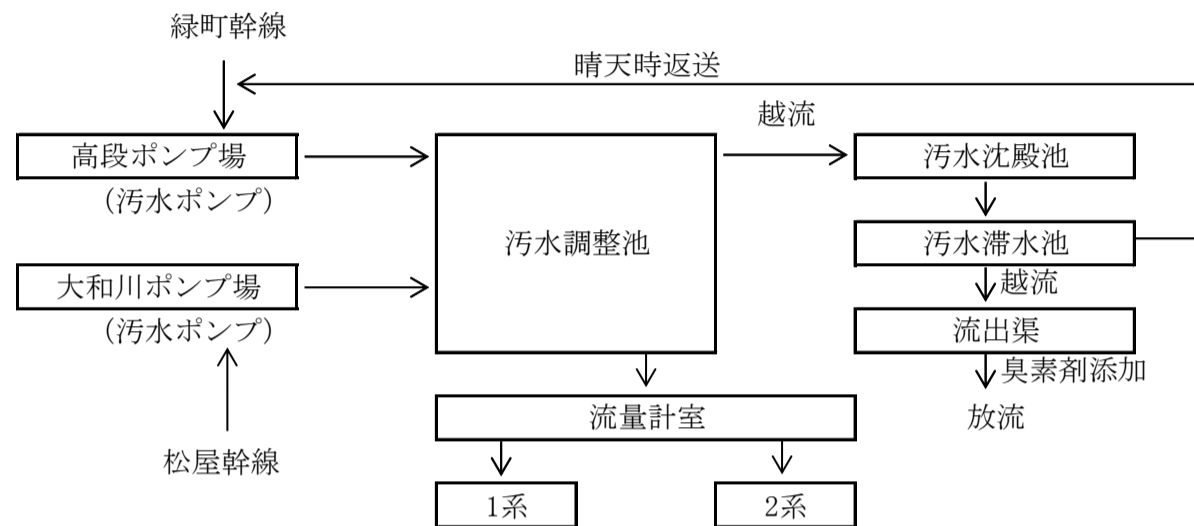 緑町幹線
晴天時返送
越流
高段ポンプ場
(汚水ポンプ)
汚水調整池
汚水沈殿池
汚水滞水池
越流
大和川ポンプ場
(汚水ポンプ)
流出渠
臭素剤添加
放流
流量計室
松屋幹線
1系
2系